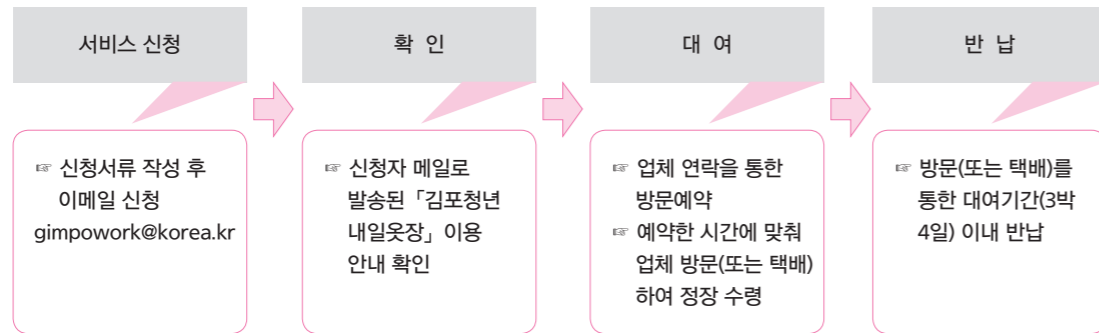 서비스 신청
확 인
대 여
반 납
☞ 신청서류 작성 후
이메일 신청
gimpowork@korea.kr
☞ 신청자 메일로
발송된 「김포청년
내일옷장」 이용
안내 확인
☞ 업체 연락을 통한
방문예약
☞ 예약한 시간에 맞춰
업체 방문(또는 택배)
하여 정장 수령
☞ 방문(또는 택배)를
통한 대여기간(3박
4일) 이내 반납